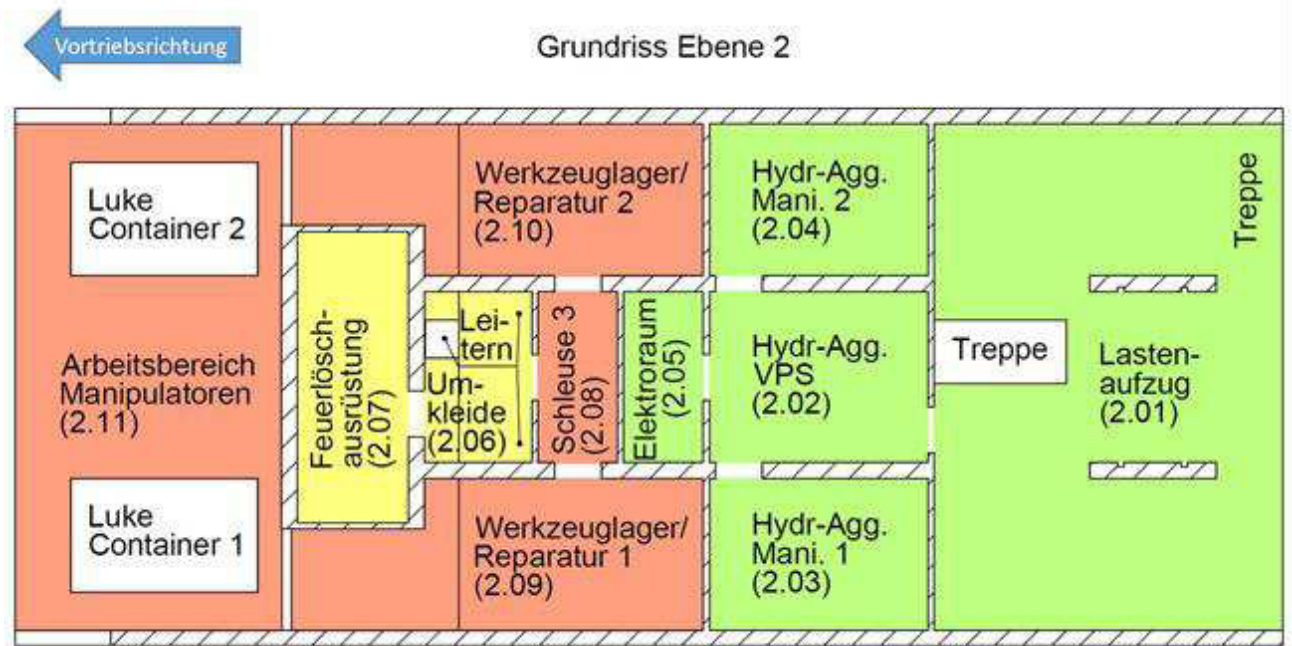 Vortriebsrichtung
Grundriss Ebene 2
Luke
Container 2
Werkzeuglager/
Reparatur 2
(2.10)
Hydr-Agg.
Mani. 2
(2.04)
Treppe
Arbeitsbereich
Manipulatoren
(2.11)
Feuerlösch-
ausrüstung
(2.07)
Lei-
tern
Um-
kleide
(2.06)
Schleuse 3
(2.08)
Elektroraum
(2.05)
Hydr-Agg.
VPS
(2.02)
Treppe
Lasten-
aufzug
(2.01)
Luke
Container 1
Werkzeuglager/
Reparatur 1
(2.09)
Hydr-Agg.
Mani. 1
(2.03)